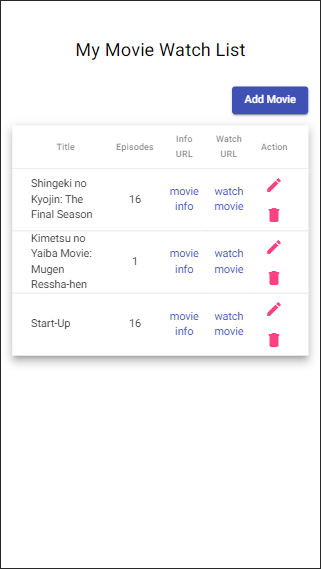 My Movie Watch List
Add Movie
Title Episodes Info URL Watch URL Action
Shingeki no Kyojin: The Final Season 16 movie info watch movie
Kimetsu no Yaiba Movie: Mugen Ressha-hen 1 movie info watch movie
Start-Up 16 movie info watch movie